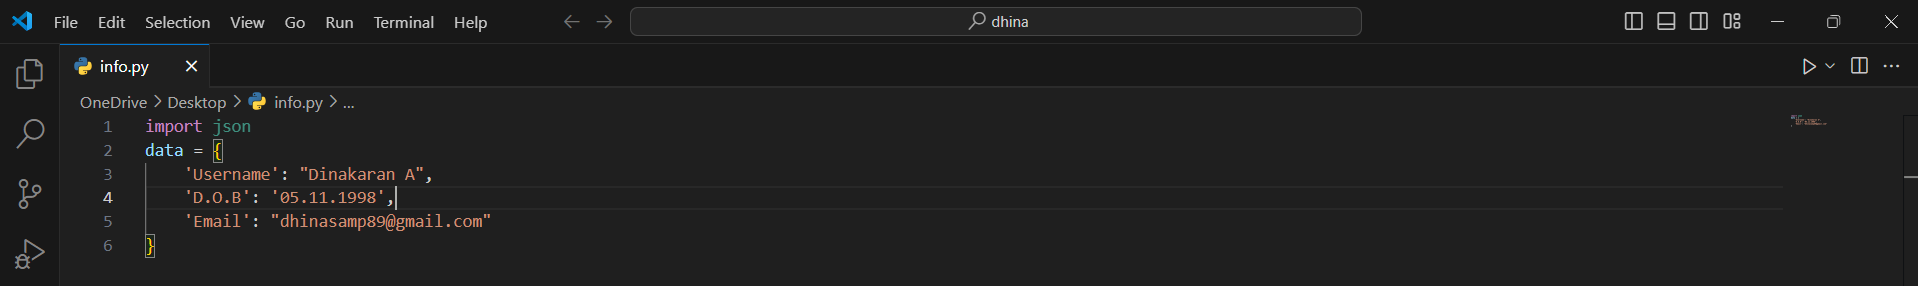 File Edit Selection View Go Run Terminal Help dhina
info.py
OneDrive > Desktop > info.py > ...
1 import json
2 data = {
3 'Username': "Dinakaran A",
4 'D.O.B': '05.11.1998',
5 'Email': "dhinasamp89@gmail.com"
6 }